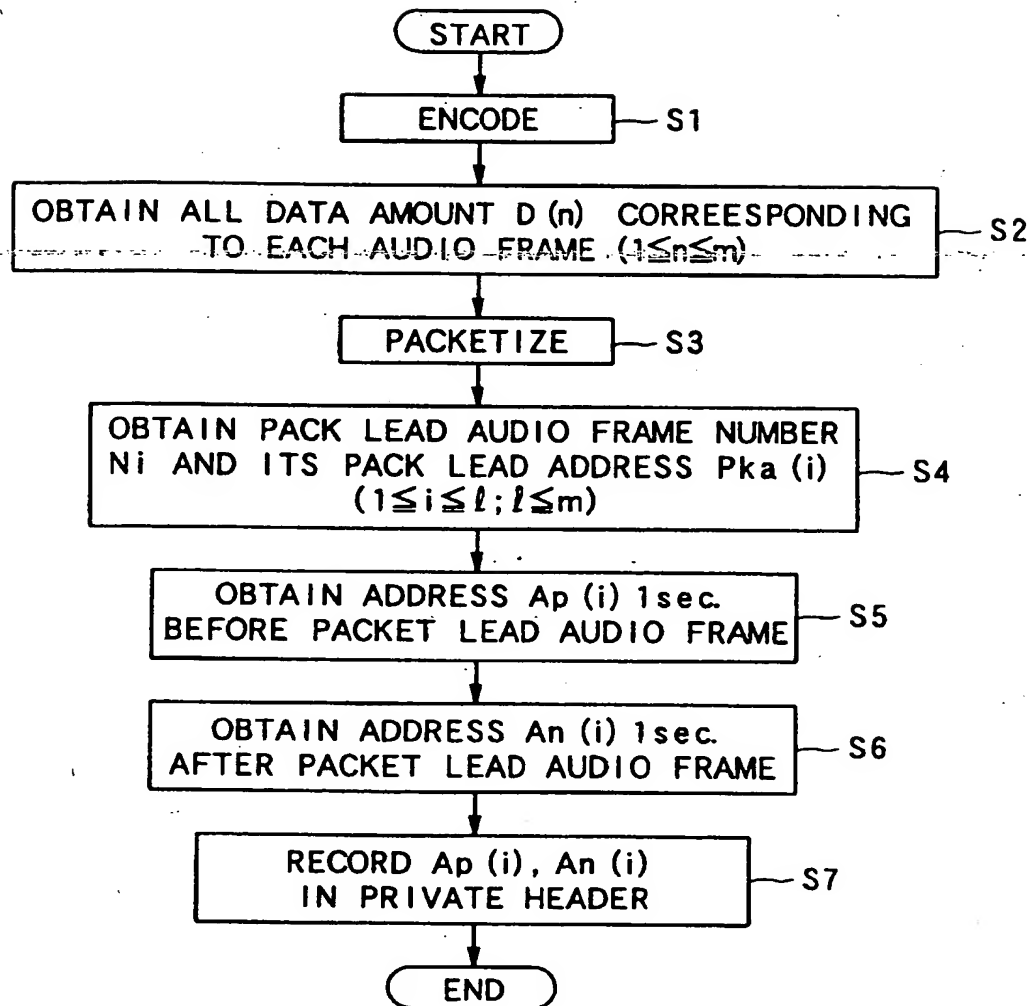 START
ENCODE
S1
OBTAIN ALL DATA AMOUNT D(n) CORREESPONDING
TO EACH AUDIO FRAME (1≦n≦m)
S2
PACKETIZE
S3
OBTAIN PACK LEAD AUDIO FRAME NUMBER
Ni AND ITS PACK LEAD ADDRESS Pka(i)
(1≦i≦ℓ;ℓ≦m)
S4
OBTAIN ADDRESS Ap(i) 1sec.
BEFORE PACKET LEAD AUDIO FRAME
S5
OBTAIN ADDRESS An(i) 1sec.
AFTER PACKET LEAD AUDIO FRAME
S6
RECORD Ap(i), An(i)
IN PRIVATE HEADER
S7
END